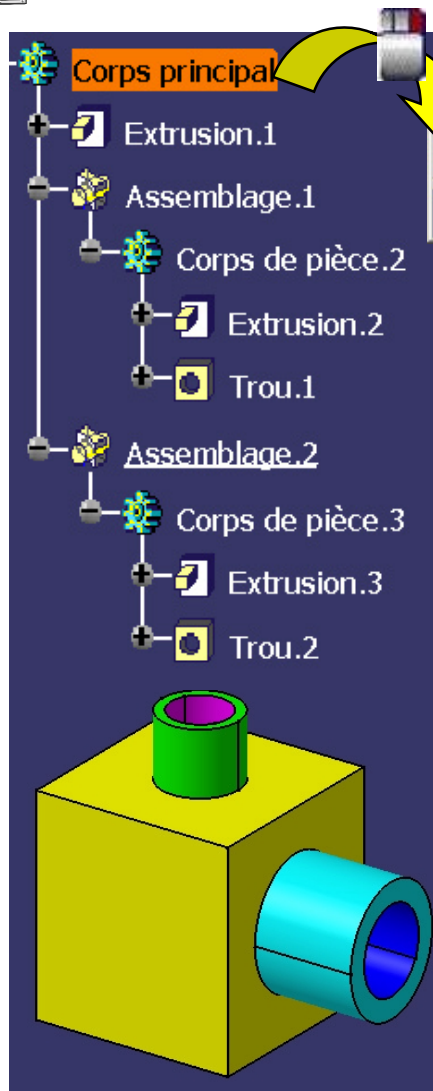 Corps principal
Extrusion.1
Assemblage.1
Corps de pièce.2
Extrusion.2
Trou.1
Assemblage.2
Corps de pièce.3
Extrusion.3
Trou.2